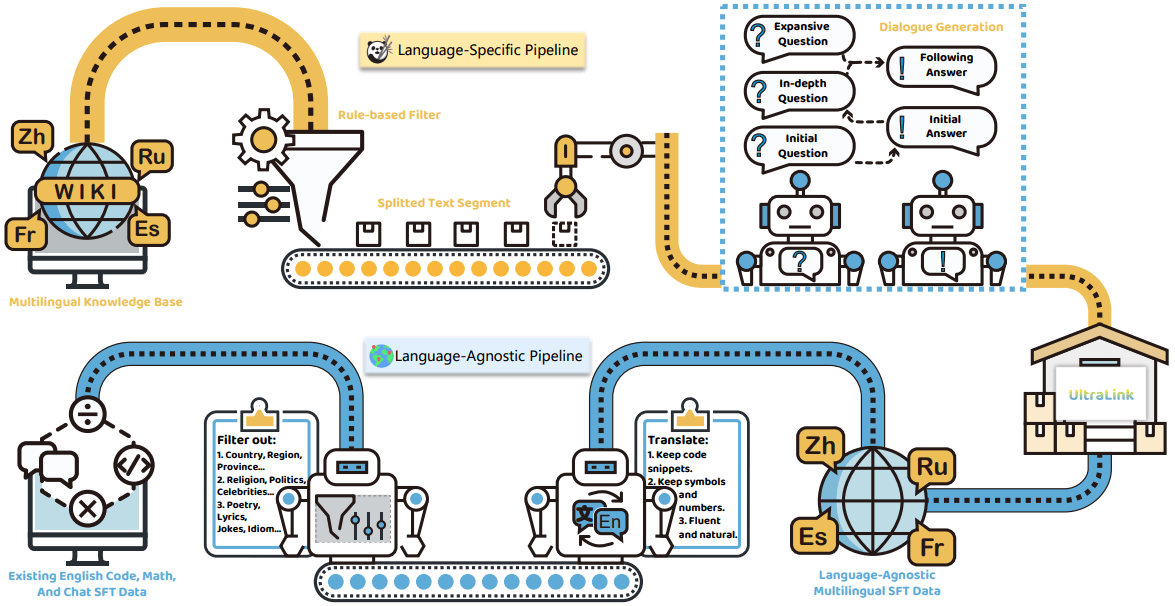 Language-Specific Pipeline
Zh
Ru
WIKI
Fr
Es
Multilingual Knowledge Base
Rule-based Filter
Splitted Text Segment
Dialogue Generation
? Expansive
Question
! Following
Answer
? In-depth
Question
! Initial
Answer
? Initial
Question
?
!
UltraLink
Language-Agnostic Pipeline
÷
</>
×
Existing English Code, Math,
And Chat SFT Data
Filter out:
1. Country, Region,
Province...
2. Religion, Politics,
Celebrities...
3. Poetry,
Lyrics,
Jokes, Idiom...
文
En
Translate:
1. Keep code
snippets.
2. Keep symbols
and
numbers.
3. Fluent
and natural.
Zh
Ru
Es
Fr
Language-Agnostic
Multilingual SFT Data